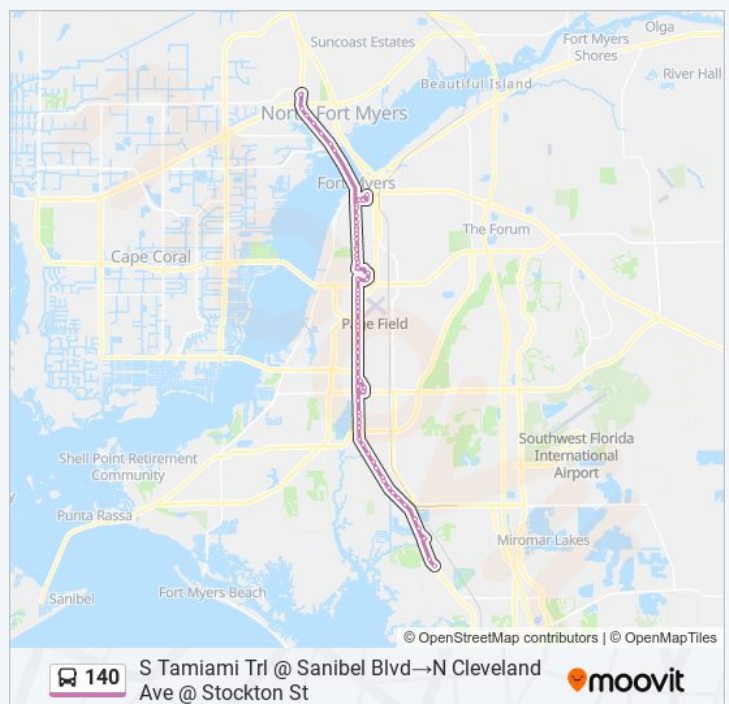 Suncoast Estates
Olga
Fort Myers
Shores
Beautiful Island
River Hall
North Fort Myers
Fort Myers
The Forum
Cape Coral
Page Field
Southwest Florida
International
Airport
Shell Point Retirement
Community
Punta Rassa
Miromar Lakes
Sanibel
Fort Myers Beach
© OpenStreetMap contributors | © OpenMapTiles
140
S Tamiami Trl @ Sanibel Blvd→N Cleveland
Ave @ Stockton St
moovit